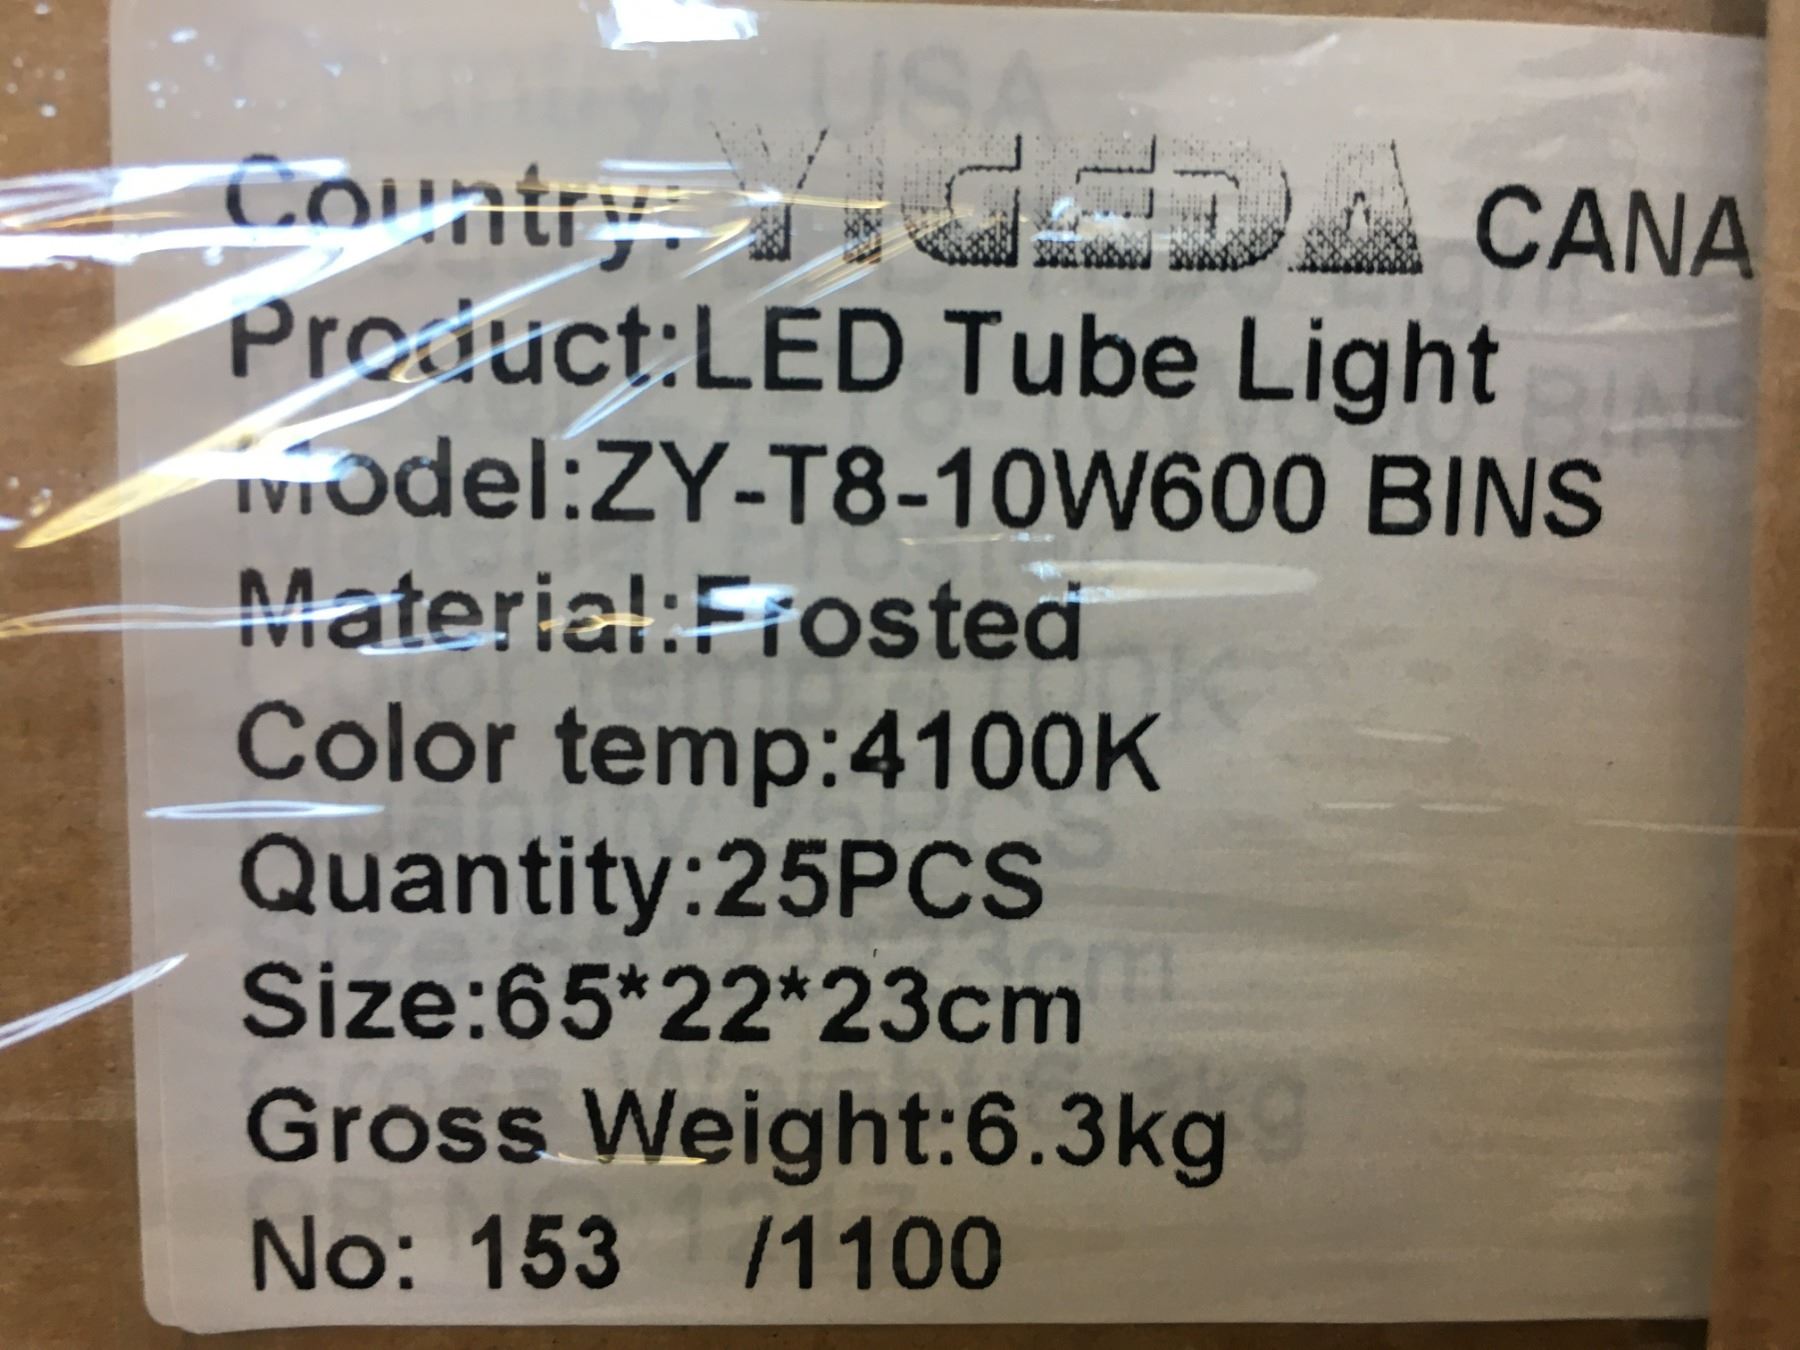 Country: YIGEDA CANA
Product:LED Tube Light
Model:ZY-T8-10W600 BINS
Material:Frosted
Color temp:4100K
Quantity:25PCS
Size:65*22*23cm
Gross Weight:6.3kg
No: 153 /1100